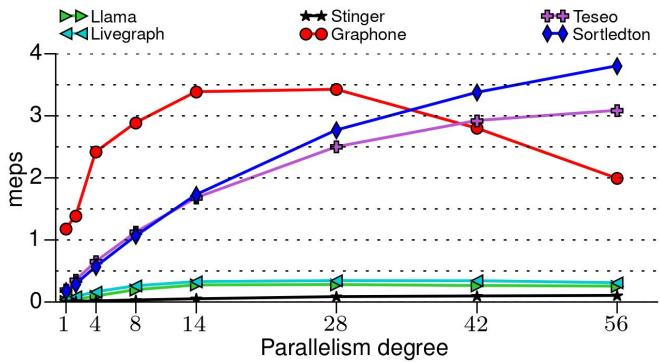 Llama Stinger Teseo
Livegraph Graphone Sortledton
4
3
2
1
0
meps
1 4 8 14 28 42 56
Parallelism degree